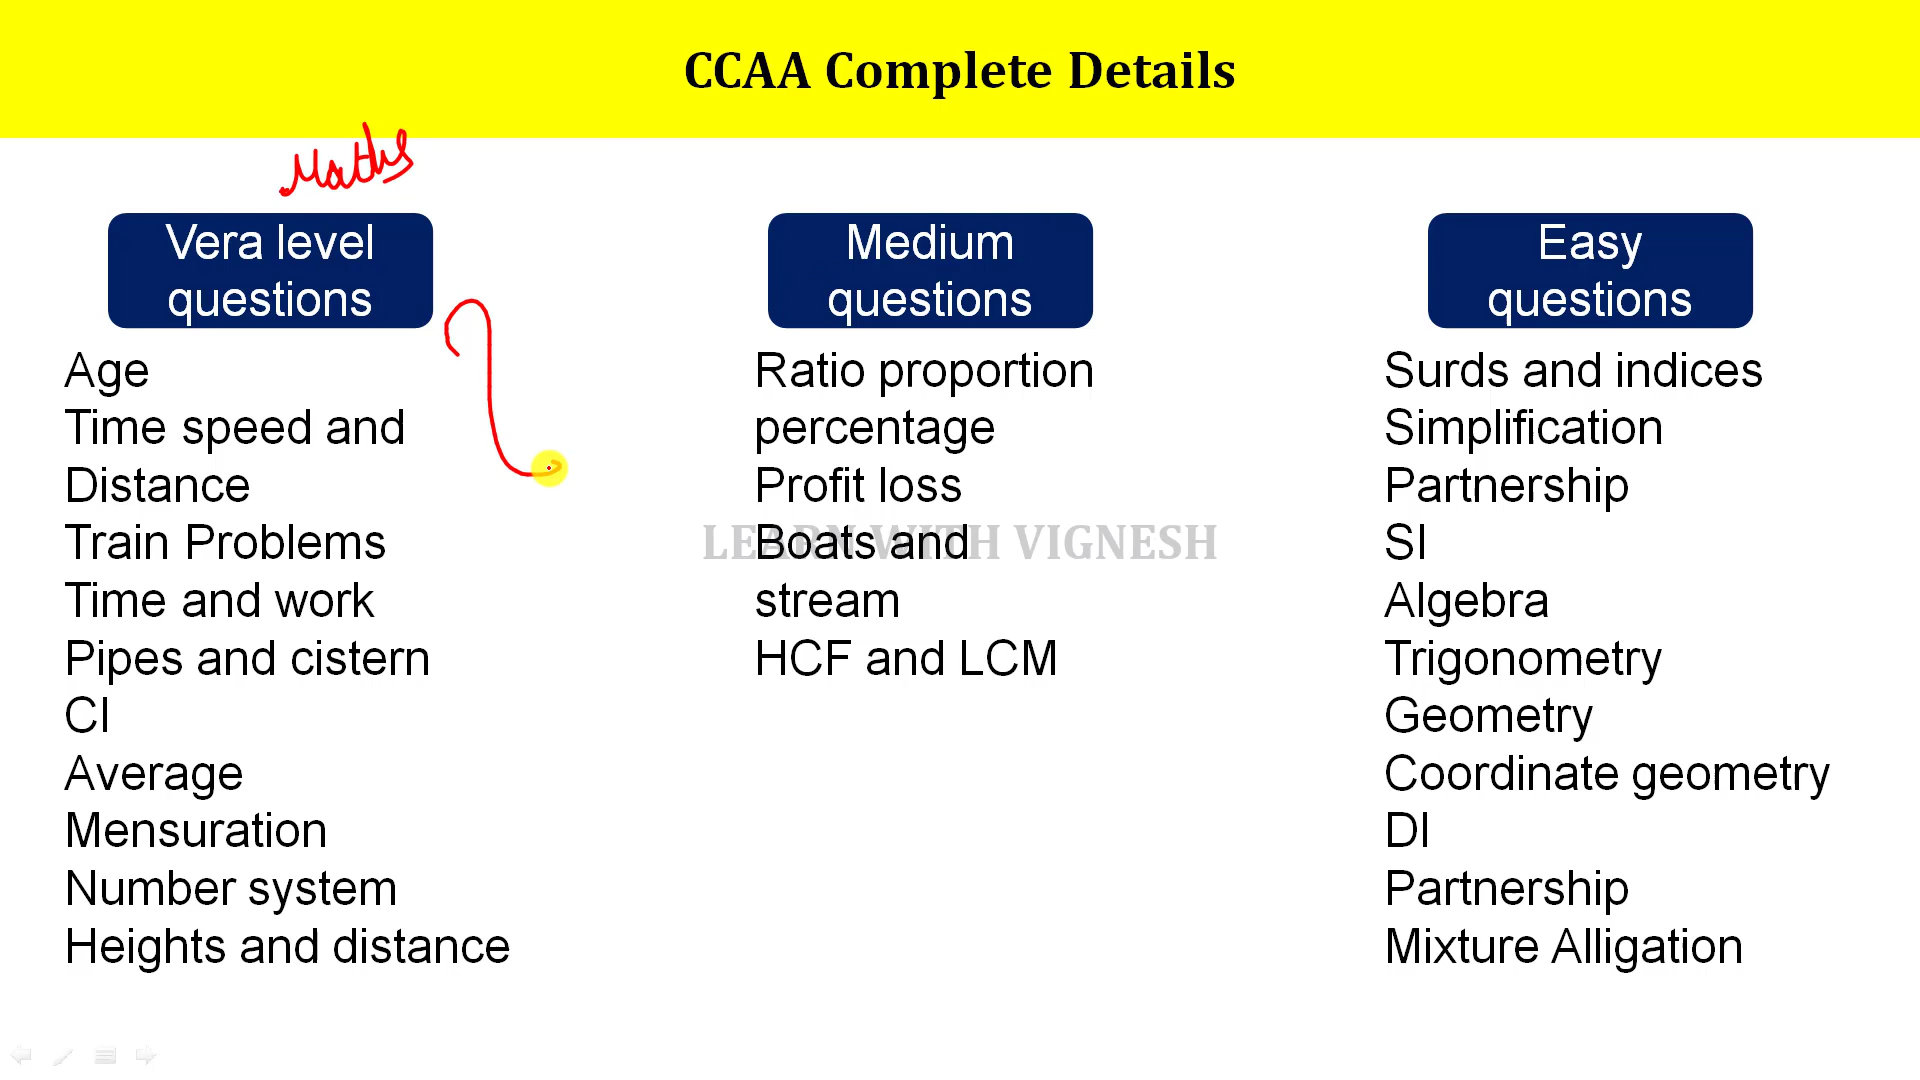 CCAA Complete Details
Maths
Vera level
questions
Age
Time speed and
Distance
Train Problems
Time and work
Pipes and cistern
CI
Average
Mensuration
Number system
Heights and distance
Medium
questions
Ratio proportion
percentage
Profit loss
Boats and
stream
HCF and LCM
LEARN WITH VIGNESH
Easy
questions
Surds and indices
Simplification
Partnership
SI
Algebra
Trigonometry
Geometry
Coordinate geometry
DI
Partnership
Mixture Alligation